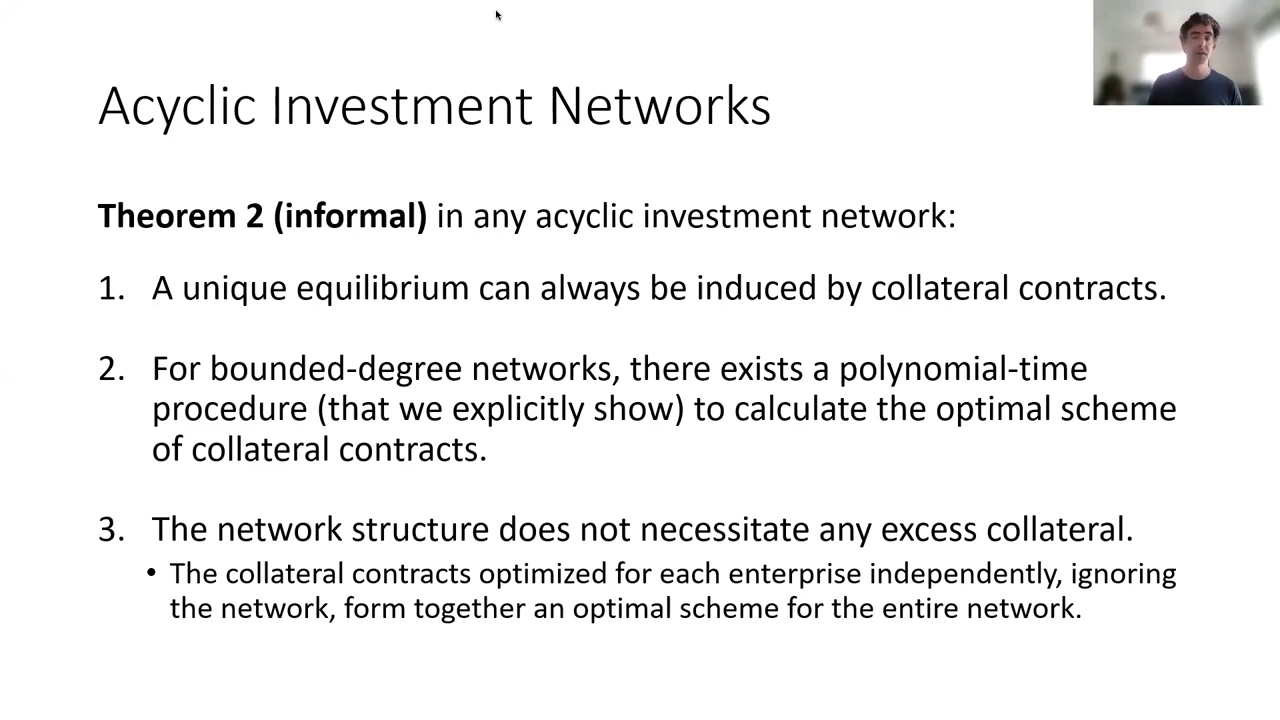 Acyclic Investment Networks
Theorem 2 (informal) in any acyclic investment network:
1. A unique equilibrium can always be induced by collateral contracts.
2. For bounded-degree networks, there exists a polynomial-time
procedure (that we explicitly show) to calculate the optimal scheme
of collateral contracts.
3. The network structure does not necessitate any excess collateral.
• The collateral contracts optimized for each enterprise independently, ignoring
the network, form together an optimal scheme for the entire network.